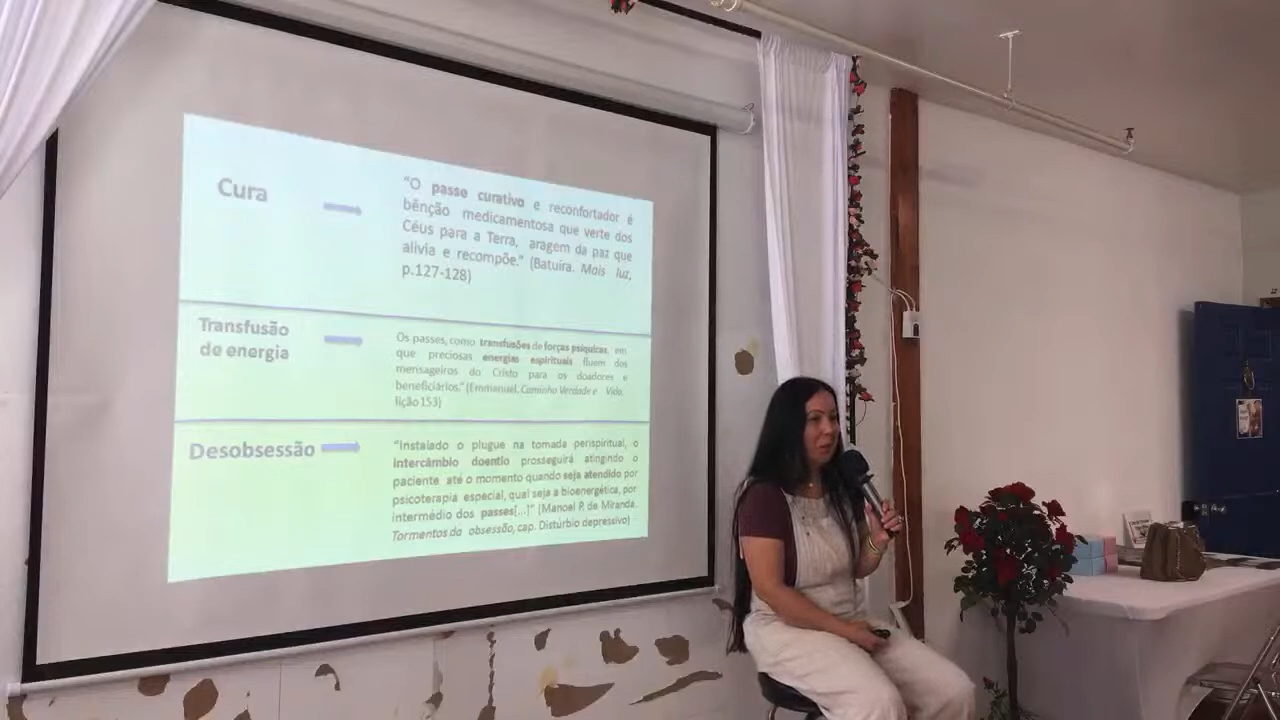 Cura
“O passe curativo e reconfortador é
bênção medicamentosa que verte dos
Céus para a Terra, aragem da paz que
alivia e recompõe.” (Batuira. Mais luz,
p.127-128)
Transfusão
de energia
Os passes, como transfusões de forças psíquicas, em
que preciosas energias espirituais fluem dos
mensageiros do Cristo para os doadores e
beneficiários.” (Emmanuel. Caminho Verdade e Vida,
lição 153)
Desobsessão
“Instalado o plugue na tomada perispiritual, o
intercâmbio doentio prosseguirá atingindo o
paciente até o momento quando seja atendido por
psicoterapia especial, qual seja a bioenergética, por
intermédio dos passes[...]” (Manoel P. de Miranda.
Tormentos da obsessão, cap. Distúrbio depressivo)